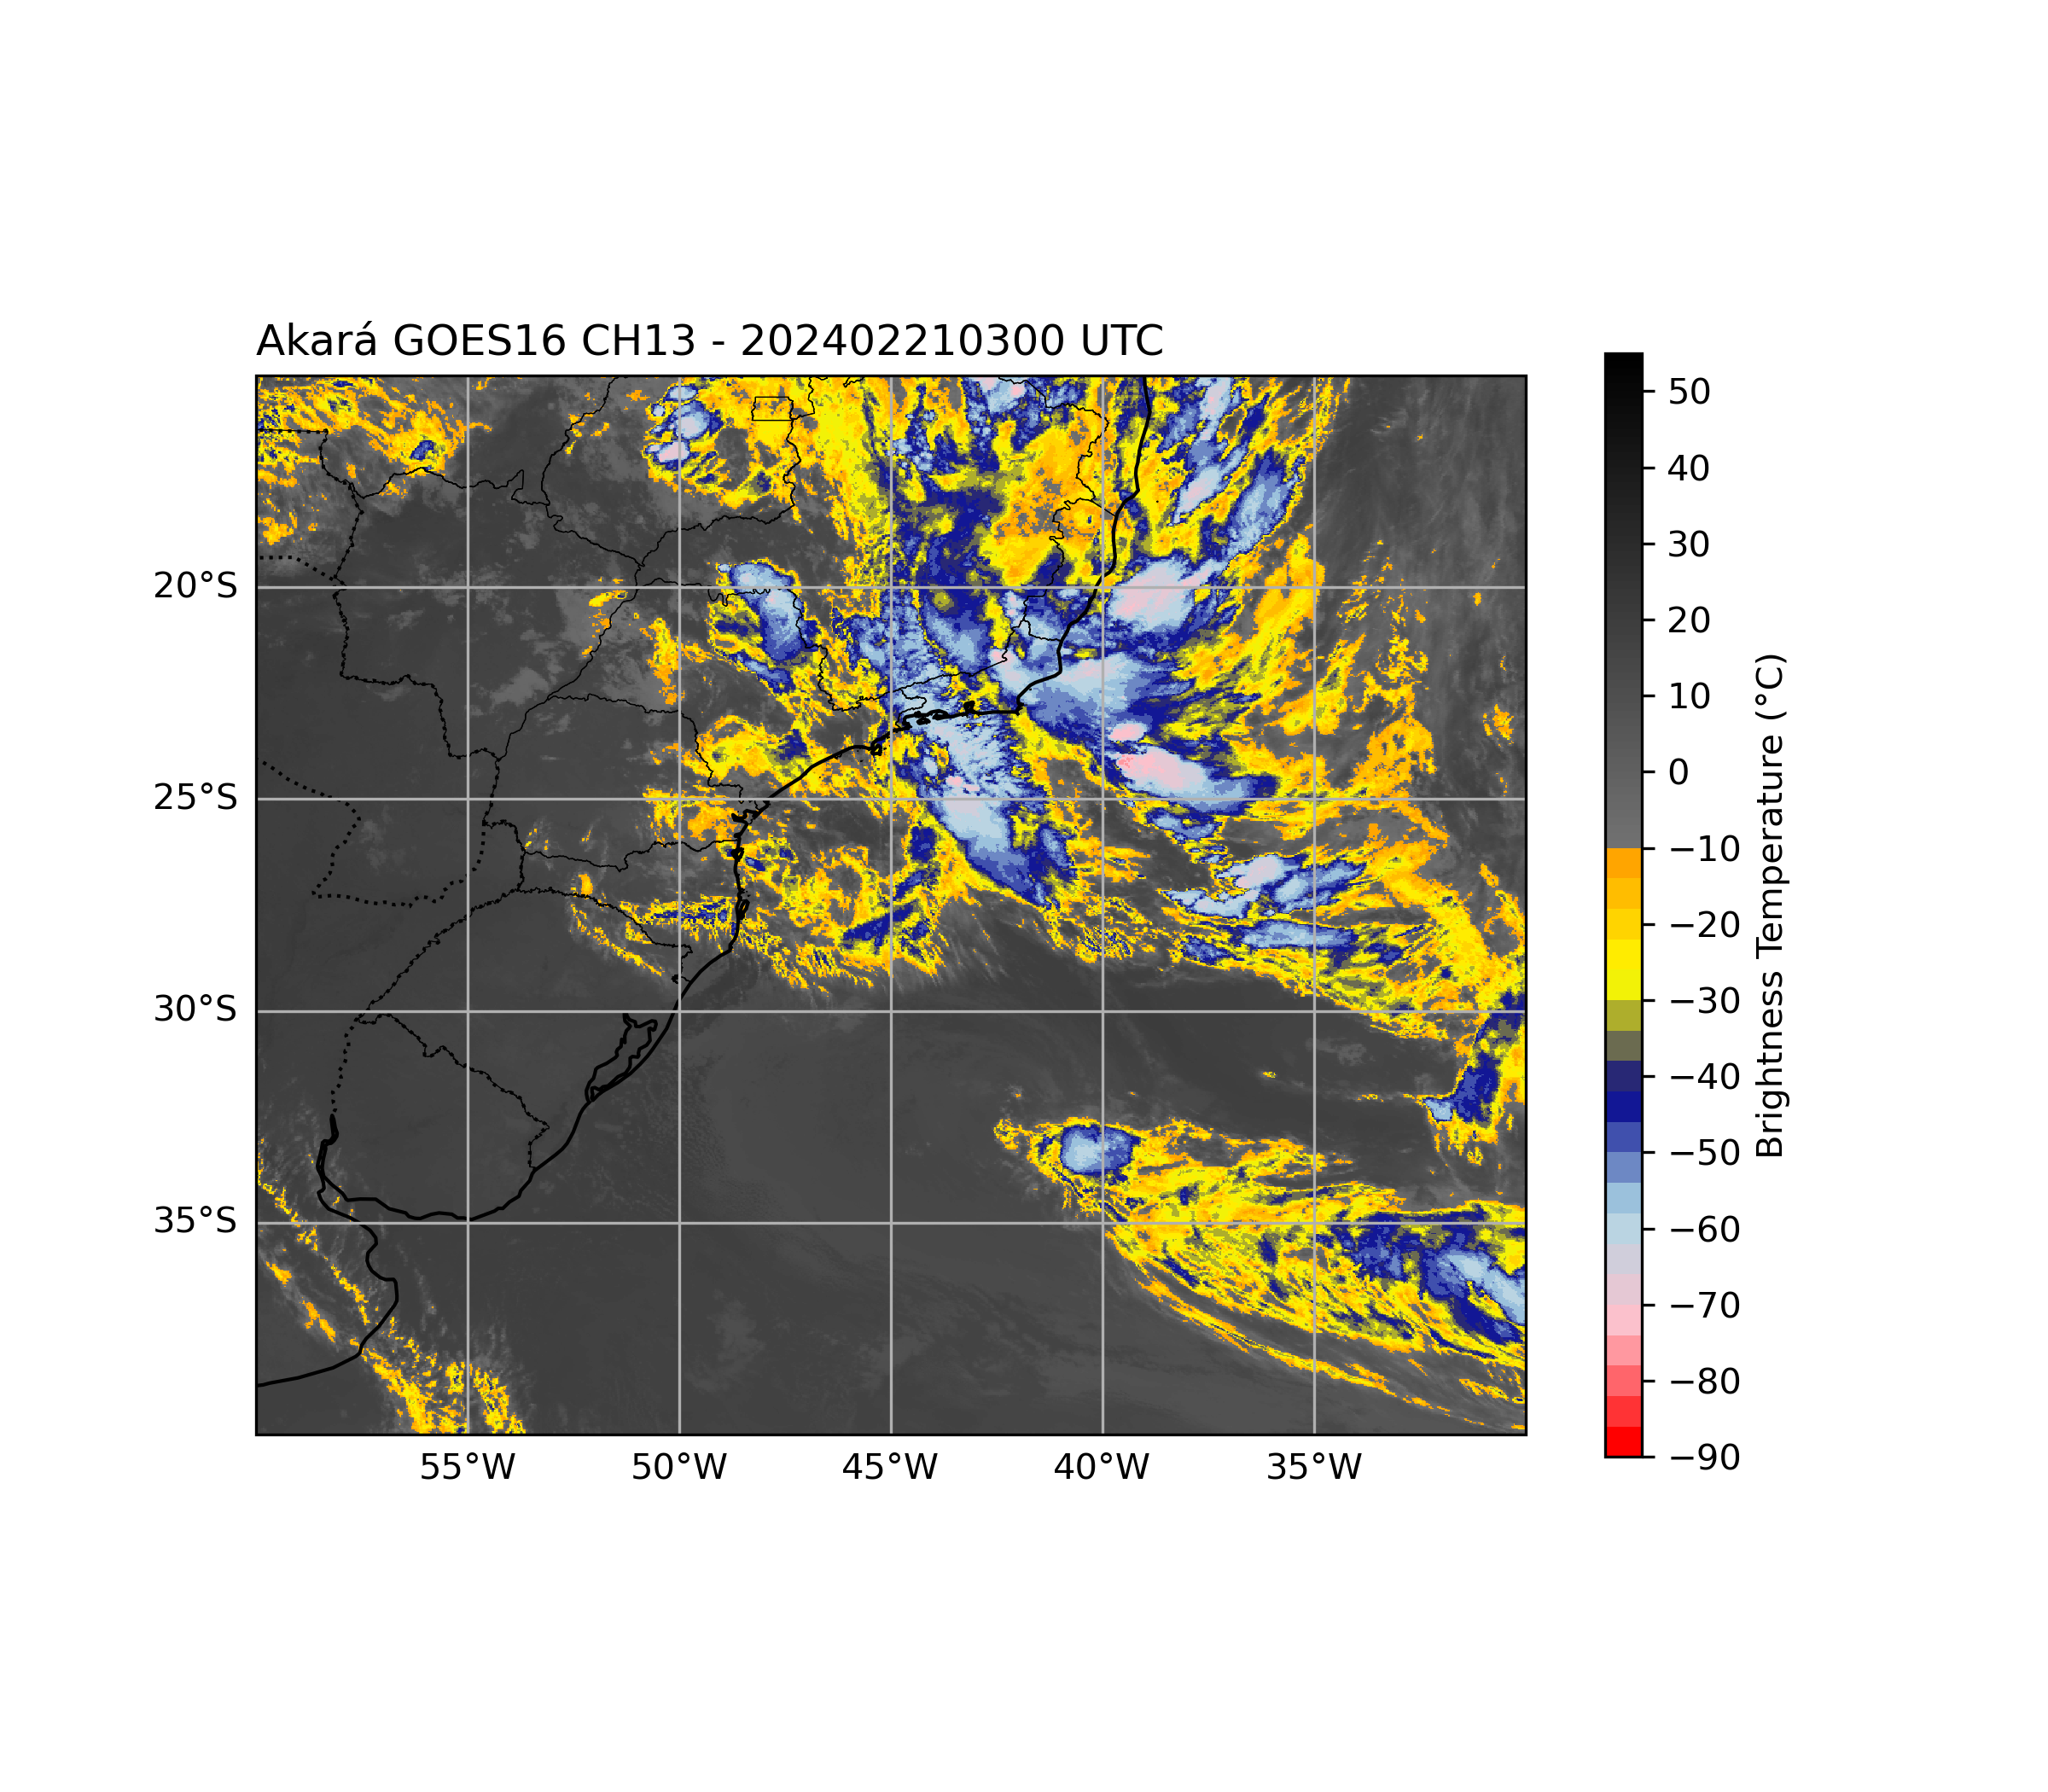 Akará GOES16 CH13 - 202402210300 UTC
20°S
25°S
30°S
35°S
55°W 50°W 45°W 40°W 35°W
50
40
30
20
10
0
−10
−20
−30
−40
−50
−60
−70
−80
−90
Brightness Temperature (°C)